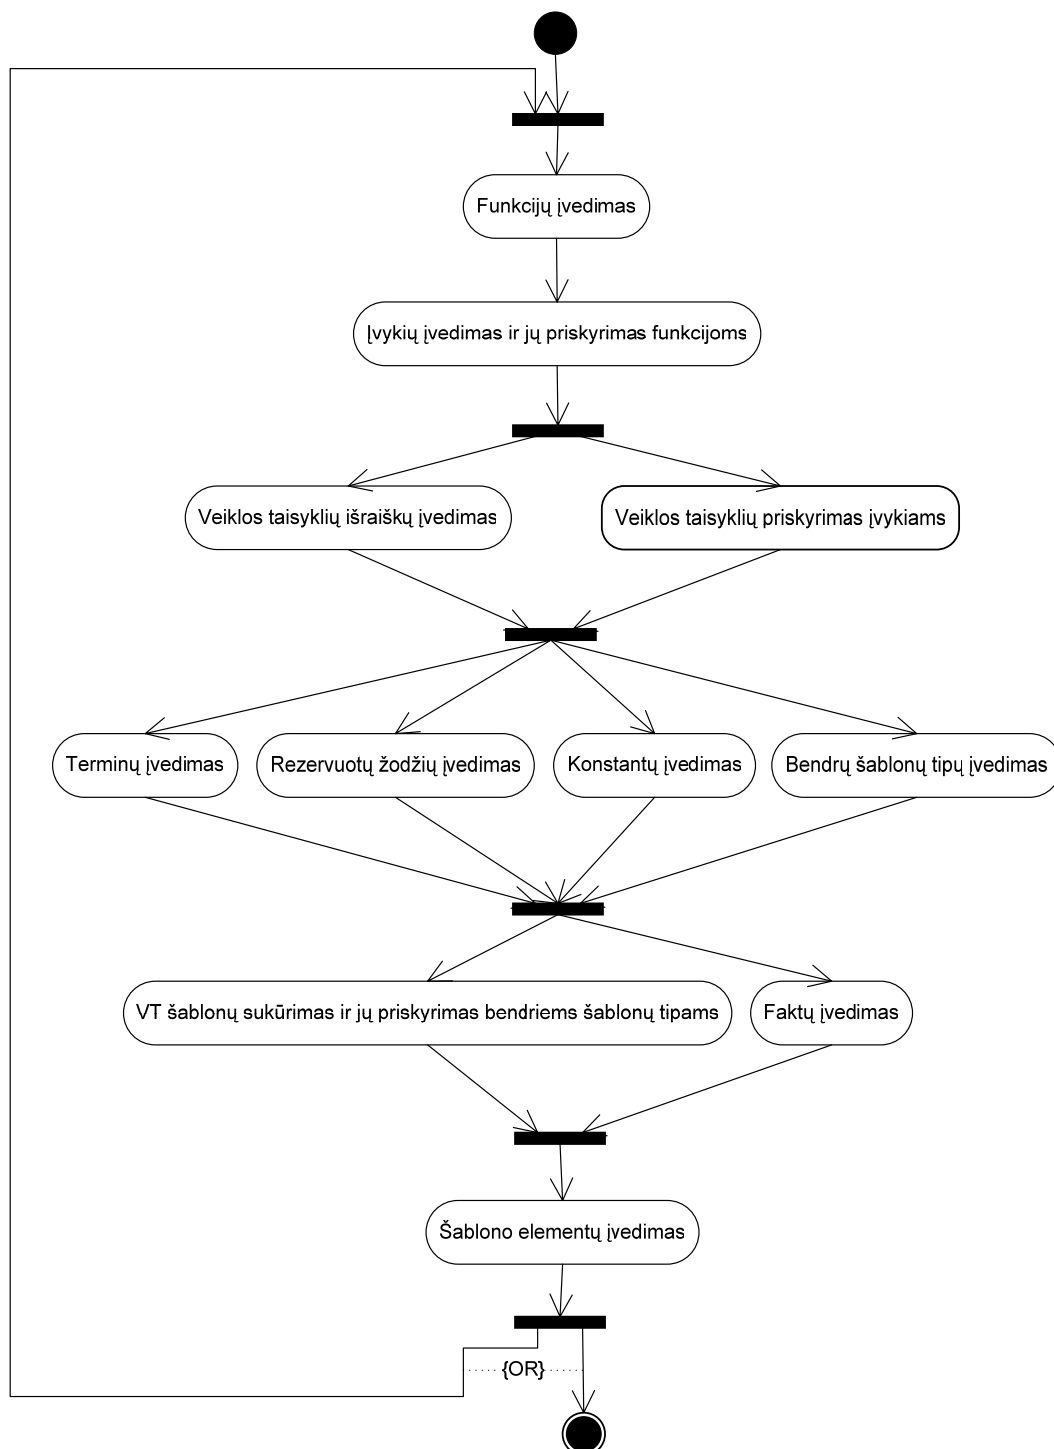 Funkcijų įvedimas
Įvykių įvedimas ir jų priskyrimas funkcijoms
Veiklos taisyklių išraiškų įvedimas
Veiklos taisyklių priskyrimas įvykiams
Terminų įvedimas
Rezervuotų žodžių įvedimas
Konstantų įvedimas
Bendrų šablonų tipų įvedimas
VT šablonų sukūrimas ir jų priskyrimas bendriems šablonų tipams
Faktų įvedimas
Šablono elementų įvedimas
{OR}